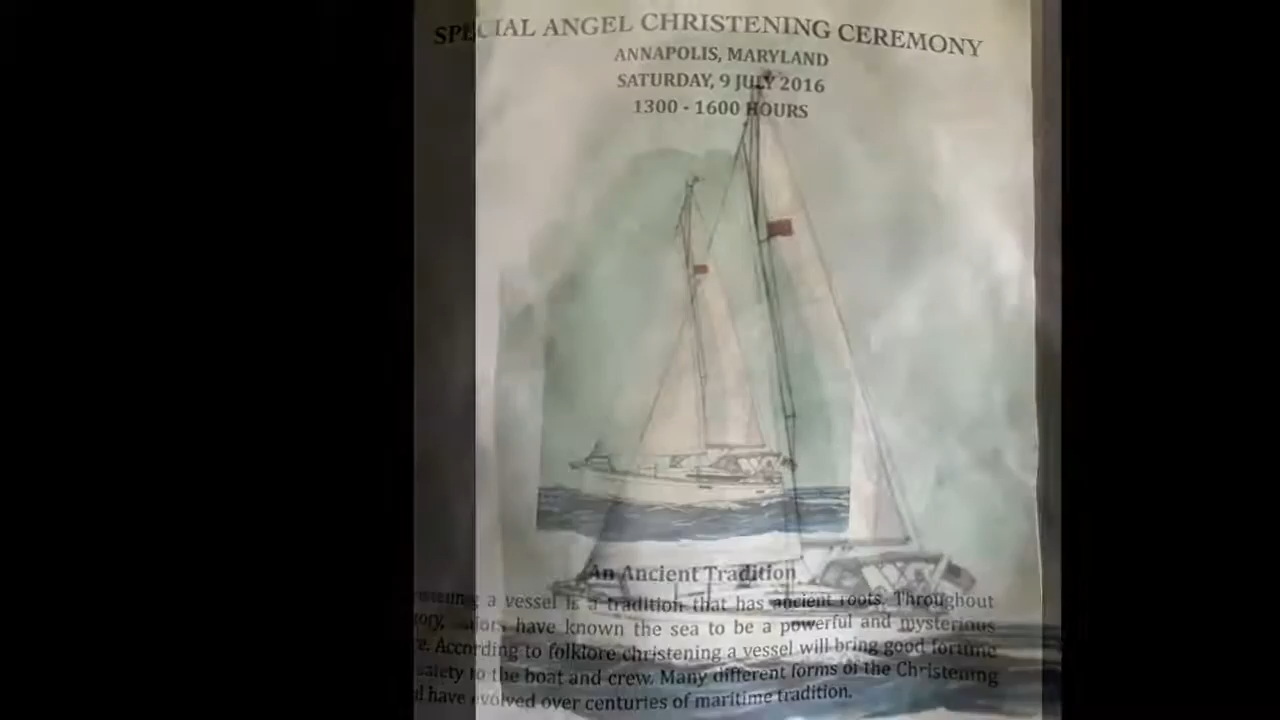 SPECIAL ANGEL CHRISTENING CEREMONY
ANNAPOLIS, MARYLAND
SATURDAY, 9 JULY 2016
1300 - 1600 HOURS
An Ancient Tradition
a vessel is a tradition that has ancient roots. Throughout
have known the sea to be a powerful and mysterious
According to folklore christening a vessel will bring good fortune
to the boat and crew. Many different forms of the Christening
have evolved over centuries of maritime tradition.